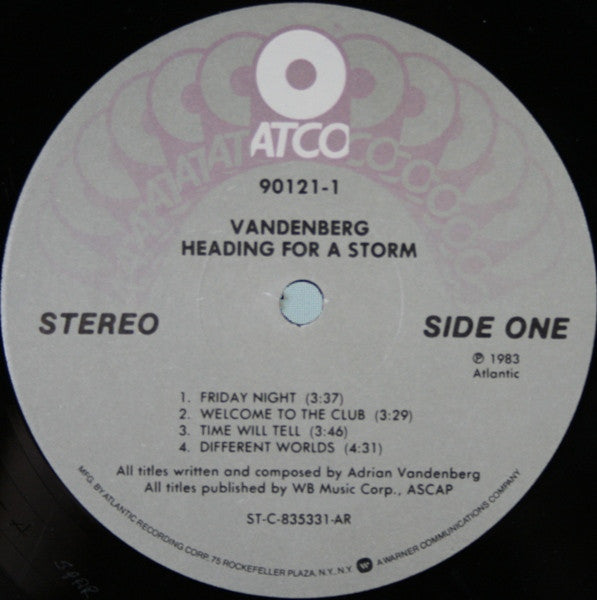 ATCO
90121-1
VANDENBERG
HEADING FOR A STORM
STEREO
SIDE ONE
℗ 1983
Atlantic
1. FRIDAY NIGHT (3:37)
2. WELCOME TO THE CLUB (3:29)
3. TIME WILL TELL (3:46)
4. DIFFERENT WORLDS (4:31)
All titles written and composed by Adrian Vandenberg
All titles published by WB Music Corp., ASCAP
ST-C-835331-AR
MFG. BY ATLANTIC RECORDING CORP. 75 ROCKEFELLER PLAZA, N.Y., N.Y. A WARNER COMMUNICATIONS COMPANY